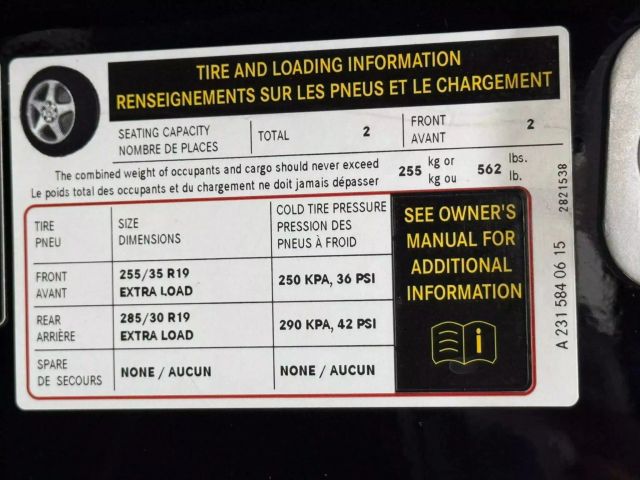 TIRE AND LOADING INFORMATION
RENSEIGNEMENTS SUR LES PNEUS ET LE CHARGEMENT
SEATING CAPACITY
NOMBRE DE PLACES
TOTAL 2
FRONT
AVANT 2
The combined weight of occupants and cargo should never exceed
Le poids total des occupants et du chargement ne doit jamais dépasser
255 kg or
kg ou
562 lbs.
lb.
TIRE
PNEU
SIZE
DIMENSIONS
COLD TIRE PRESSURE
PRESSION DES
PNEUS À FROID
FRONT
AVANT
255/35 R19
EXTRA LOAD
250 KPA, 36 PSI
REAR
ARRIÈRE
285/30 R19
EXTRA LOAD
290 KPA, 42 PSI
SPARE
DE SECOURS
NONE / AUCUN
NONE / AUCUN
SEE OWNER'S
MANUAL FOR
ADDITIONAL
INFORMATION
i
2821538
A 231 584 06 15